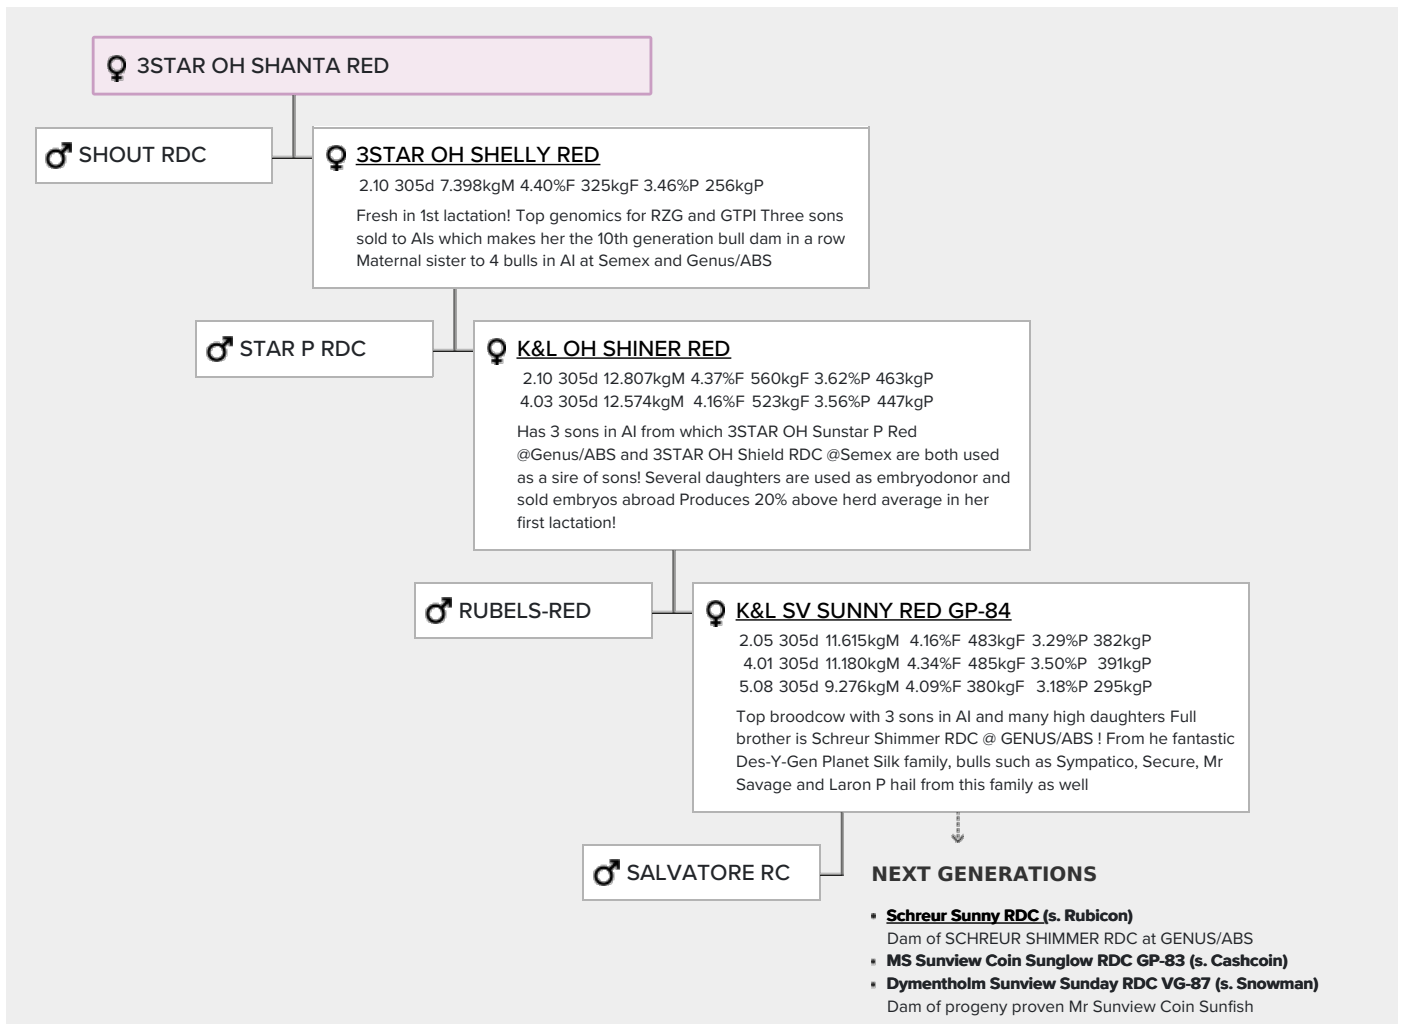 3STAR OH SHANTA RED
SHOUT RDC
3STAR OH SHELLY RED
2.10 305d 7.398kgM 4.40%F 325kgF 3.46%P 256kgP
Fresh in 1st lactation! Top genomics for RZG and GTPI Three sons
sold to AIs which makes her the 10th generation bull dam in a row
Maternal sister to 4 bulls in AI at Semex and Genus/ABS
STAR P RDC
K&L OH SHINER RED
2.10 305d 12.807kgM 4.37%F 560kgF 3.62%P 463kgP
4.03 305d 12.574kgM 4.16%F 523kgF 3.56%P 447kgP
Has 3 sons in AI from which 3STAR OH Sunstar P Red
@Genus/ABS and 3STAR OH Shield RDC @Semex are both used
as a sire of sons! Several daughters are used as embryodonor and
sold embryos abroad Produces 20% above herd average in her
first lactation!
RUBELS-RED
K&L SV SUNNY RED GP-84
2.05 305d 11.615kgM 4.16%F 483kgF 3.29%P 382kgP
4.01 305d 11.180kgM 4.34%F 485kgF 3.50%P 391kgP
5.08 305d 9.276kgM 4.09%F 380kgF 3.18%P 295kgP
Top broodcow with 3 sons in AI and many high daughters Full
brother is Schreur Shimmer RDC @ GENUS/ABS ! From he fantastic
Des-Y-Gen Planet Silk family, bulls such as Sympatico, Secure, Mr
Savage and Laron P hail from this family as well
SALVATORE RC
NEXT GENERATIONS
Schreur Sunny RDC (s. Rubicon)
Dam of SCHREUR SHIMMER RDC at GENUS/ABS
MS Sunview Coin Sunglow RDC GP-83 (s. Cashcoin)
Dymentholm Sunview Sunday RDC VG-87 (s. Snowman)
Dam of progeny proven Mr Sunview Coin Sunfish